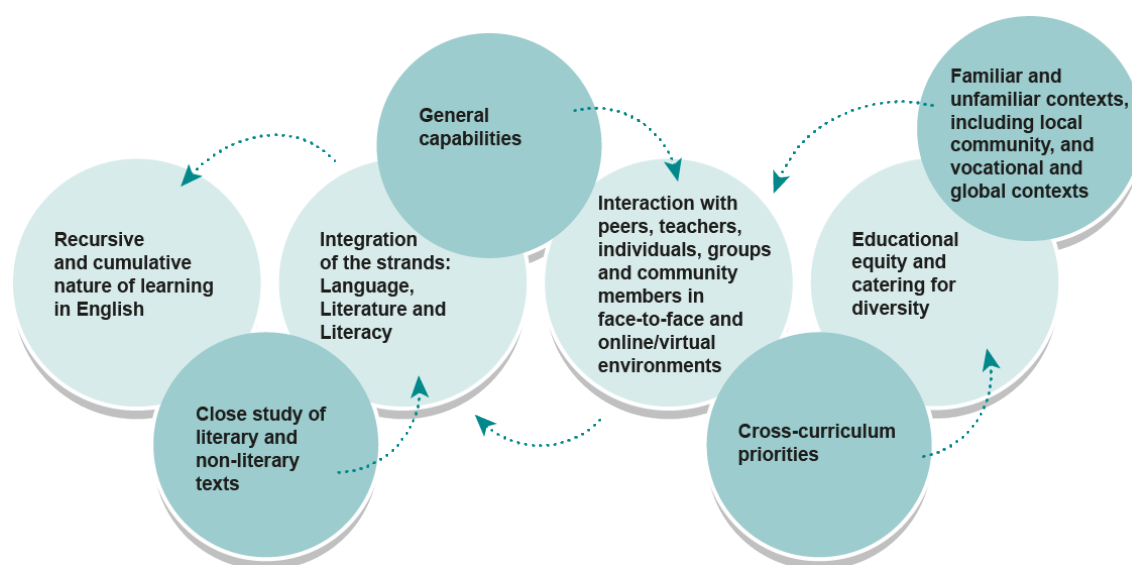 Recursive
and cumulative
nature of learning
in English
Close study of
literary and
non-literary
texts
Integration
of the strands:
Language,
Literature and
Literacy
General
capabilities
Interaction with
peers, teachers,
individuals, groups
and community
members in
face-to-face and
online/virtual
environments
Cross-curriculum
priorities
Educational
equity and
catering for
diversity
Familiar and
unfamiliar contexts,
including local
community, and
vocational and
global contexts